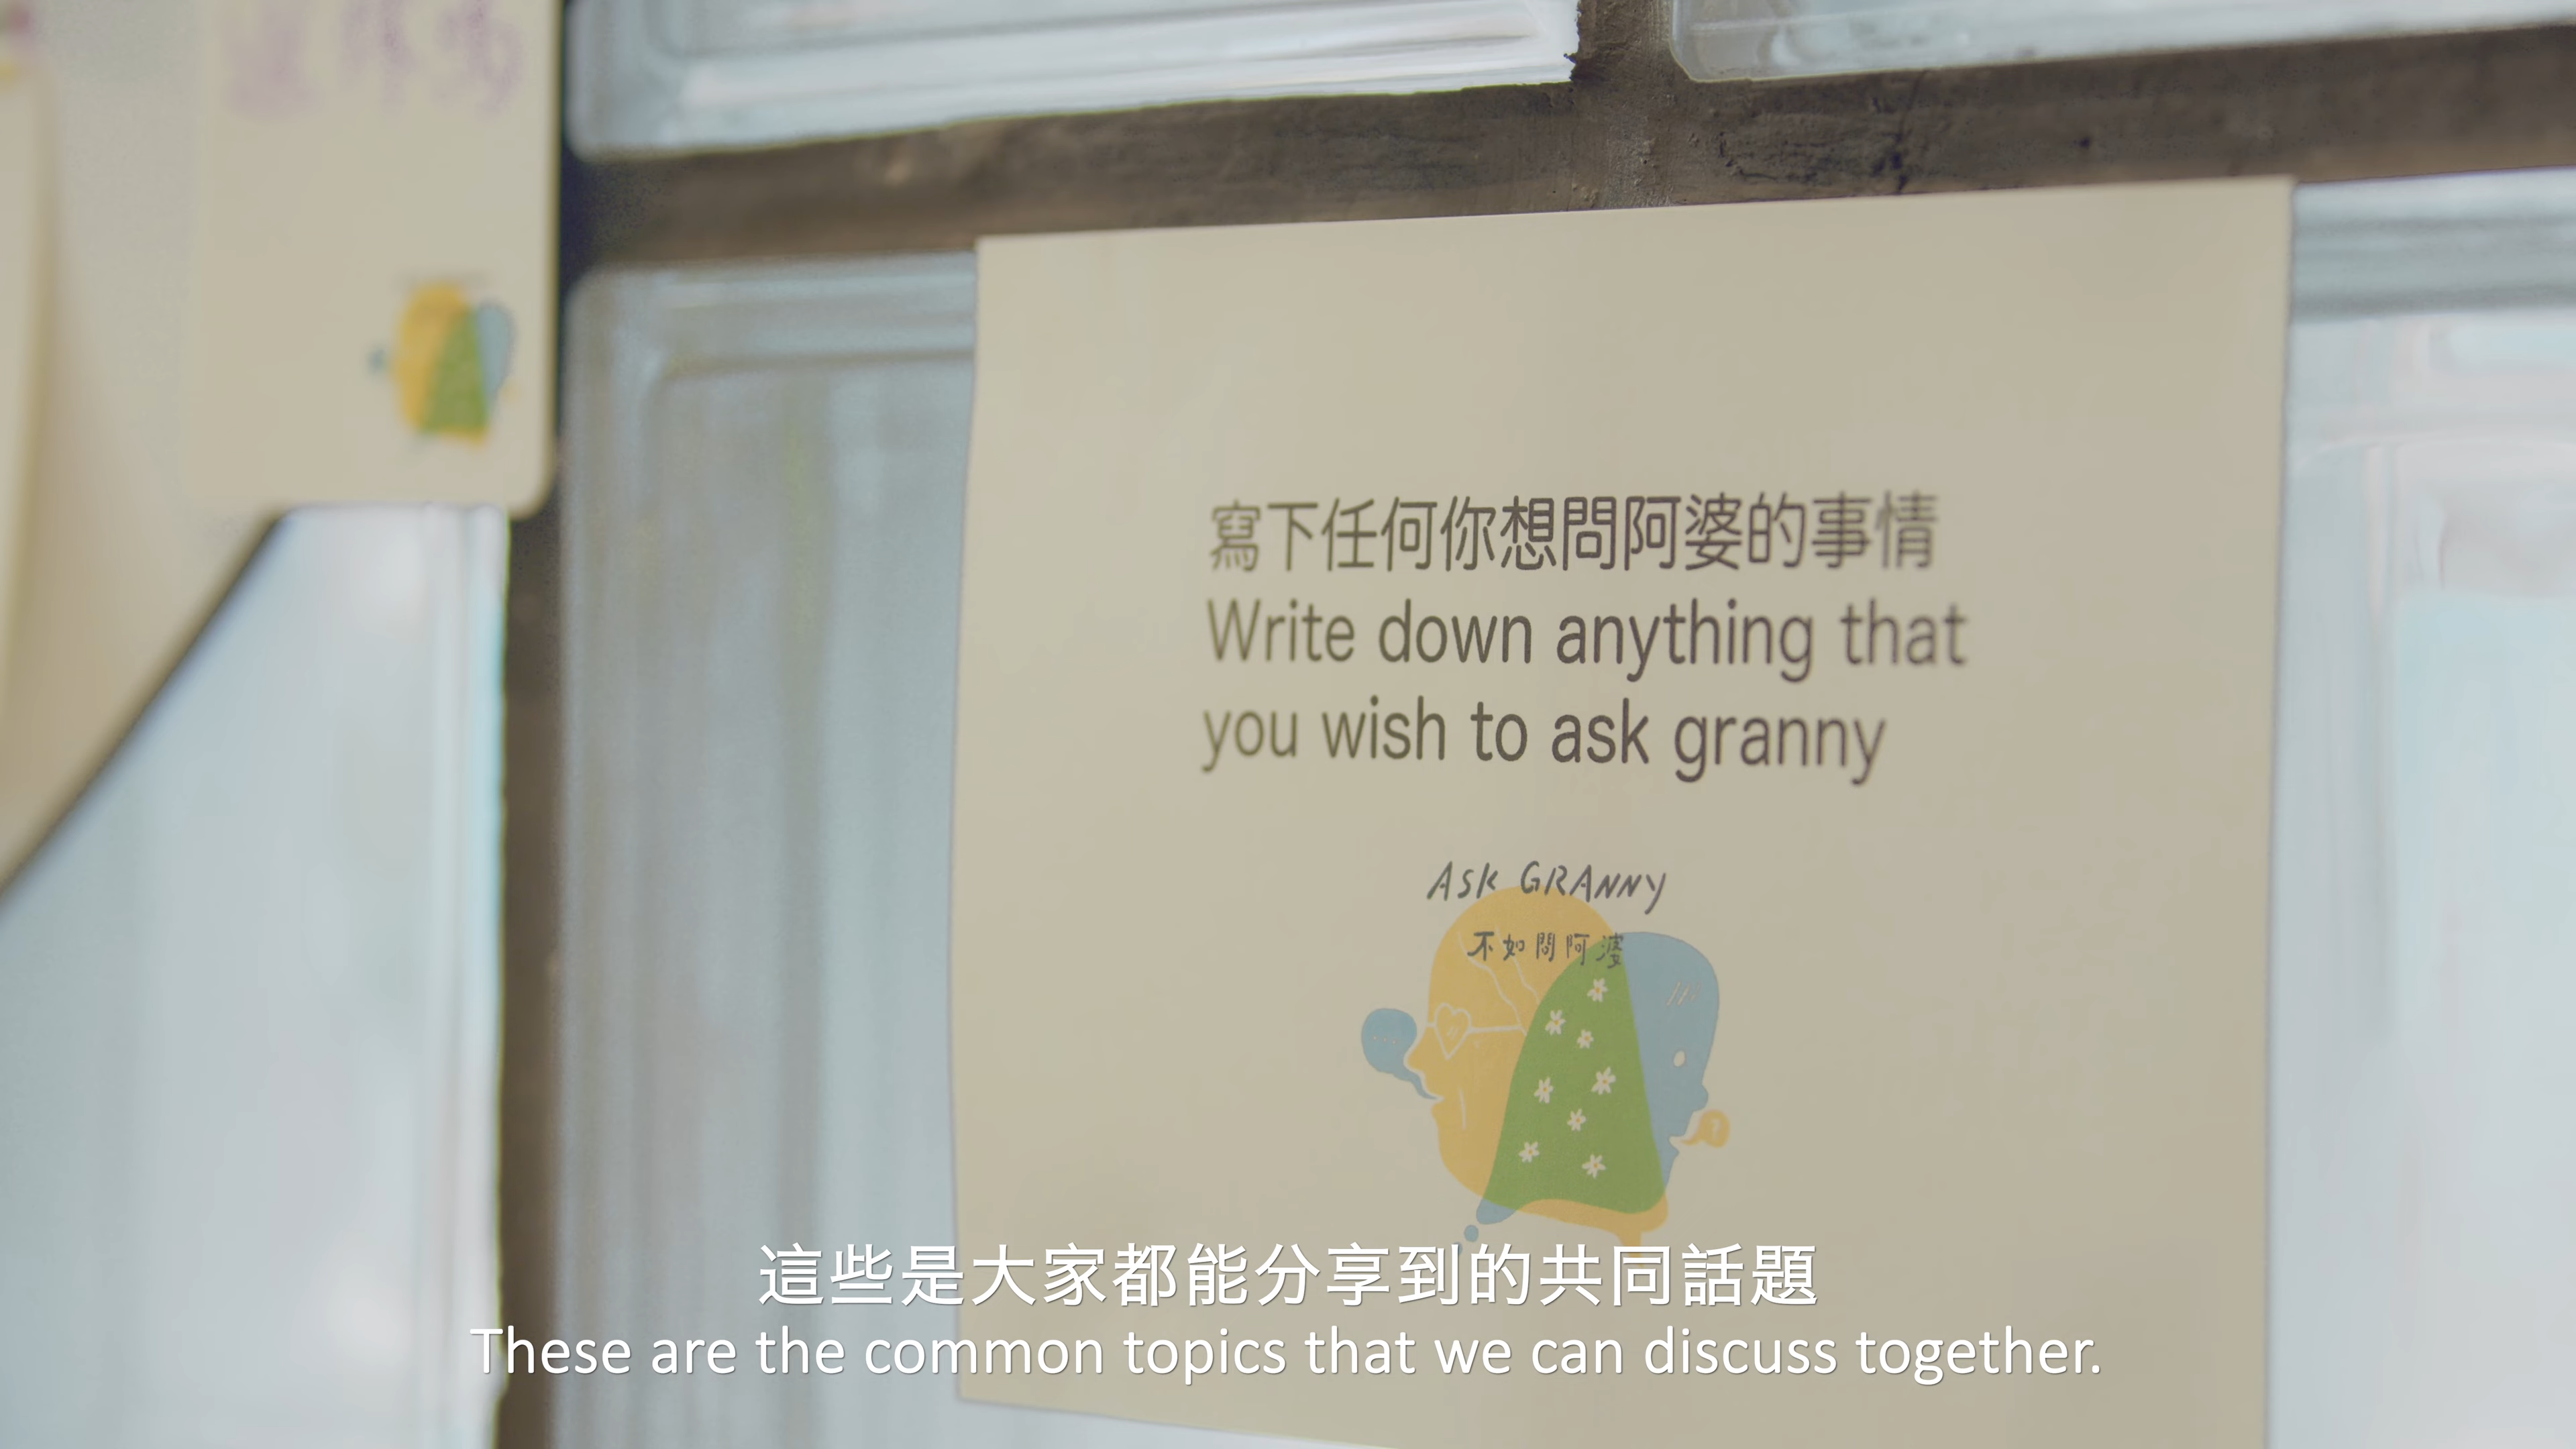 寫下任何你想問阿婆的事情
Write down anything that
you wish to ask granny
ASK GRANNY
不如問阿婆
這些是大家都能分享到的共同話題
These are the common topics that we can discuss together.